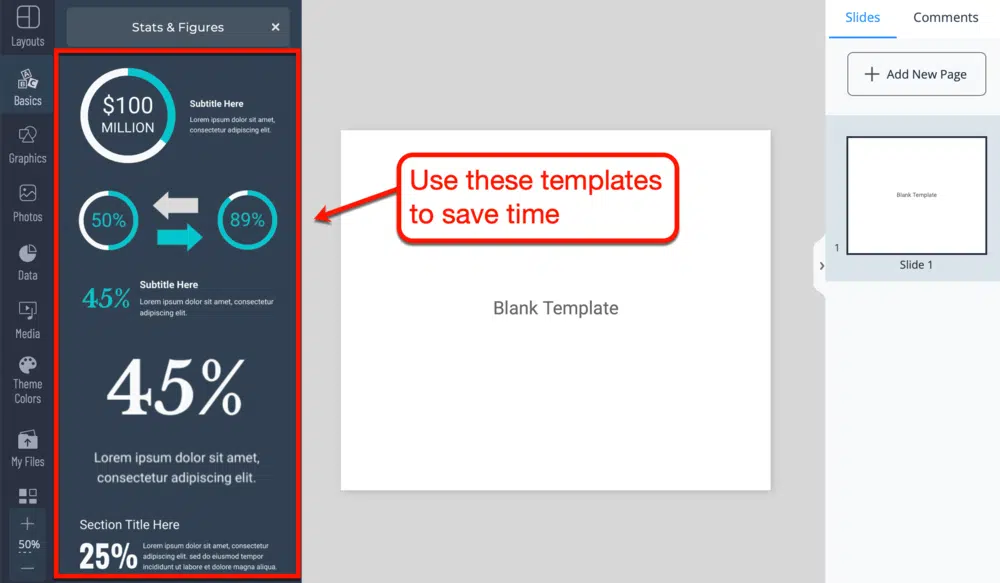 Layouts
Basics
Graphics
Photos
Data
Media
Theme
Colors
My Files
50%
Stats & Figures
×
$100
MILLION
Subtitle Here
Lorem ipsum dolor sit amet,
consectetur adipiscing elit.
50%
89%
45%
Subtitle Here
Lorem ipsum dolor sit amet, consectetur
adipiscing elit.
45%
Lorem ipsum dolor sit amet,
consectetur adipiscing elit.
Section Title Here
25%
Lorem ipsum dolor sit amet, consectetur
adipiscing elit. sed do eiusmod tempor
incididunt ut labore et dolore magna aliqua.
Use these templates
to save time
Blank Template
Slides
Comments
Add New Page
Blank Template
1
Slide 1